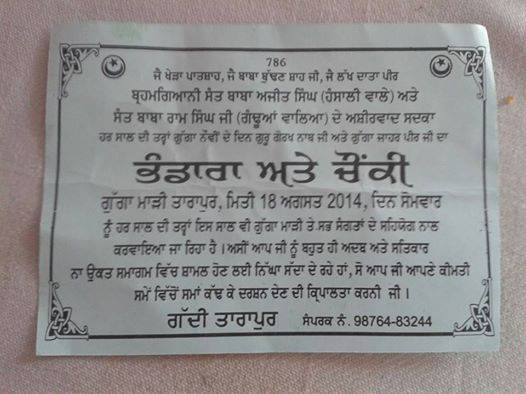 786
ਜੈ ਖੇੜਾ ਪਾਤਸ਼ਾਹ, ਜੈ ਬਾਬਾ ਬੁੱਢਣ ਸ਼ਾਹ ਜੀ, ਜੈ ਲੱਖ ਦਾਤਾ ਪੀਰ
ਬ੍ਰਹਮਗਿਆਨੀ ਸੰਤ ਬਾਬਾ ਅਜੀਤ ਸਿੰਘ (ਹੰਸਾਲੀ ਵਾਲੇ) ਅਤੇ
ਸੰਤ ਬਾਬਾ ਰਾਮ ਸਿੰਘ ਜੀ (ਗੰਢੂਆਂ ਵਾਲਿਆ) ਦੇ ਅਸ਼ੀਰਵਾਦ ਸਦਕਾ
ਹਰ ਸਾਲ ਦੀ ਤਰ੍ਹਾਂ ਗੁੱਗਾ ਨੌਵੀਂ ਦੇ ਦਿਨ ਗੁਰੂ ਗੋਰਖ ਨਾਥ ਜੀ ਅਤੇ ਗੁੱਗਾ ਜਾਹਰ ਪੀਰ ਜੀ ਦਾ
ਭੰਡਾਰਾ ਅਤੇ ਚੌਂਕੀ
ਗੁੱਗਾ ਮਾੜੀ ਤਾਰਾਪੁਰ, ਮਿਤੀ 18 ਅਗਸਤ 2014, ਦਿਨ ਸੋਮਵਾਰ
ਨੂੰ ਹਰ ਸਾਲ ਦੀ ਤਰ੍ਹਾਂ ਇਸ ਸਾਲ ਵੀ ਗੁੱਗਾ ਮਾੜੀ ਤੇ ਸਭ ਸੰਗਤਾਂ ਦੇ ਸਹਿਯੋਗ ਨਾਲ
ਕਰਵਾਇਆ ਜਾ ਰਿਹਾ ਹੈ। ਅਸੀਂ ਆਪ ਜੀ ਨੂੰ ਬਹੁਤ ਹੀ ਅਦਬ ਅਤੇ ਸਤਿਕਾਰ
ਨਾ ਉਕਤ ਸਮਾਗਮ ਵਿੱਚ ਸ਼ਾਮਲ ਹੋਣ ਲਈ ਨਿੱਘਾ ਸੱਦਾ ਦੇ ਰਹੇ ਹਾਂ, ਸੋ ਆਪ ਜੀ ਆਪਣੇ ਕੀਮਤੀ
ਸਮੇਂ ਵਿੱਚੋਂ ਸਮਾਂ ਕੱਢ ਕੇ ਦਰਸ਼ਨ ਦੇਣ ਦੀ ਕ੍ਰਿਪਾਲਤਾ ਕਰਨੀ ਜੀ।
ਗੱਦੀ ਤਾਰਾਪੁਰ ਸੰਪਰਕ ਨੰ. 98764-83244